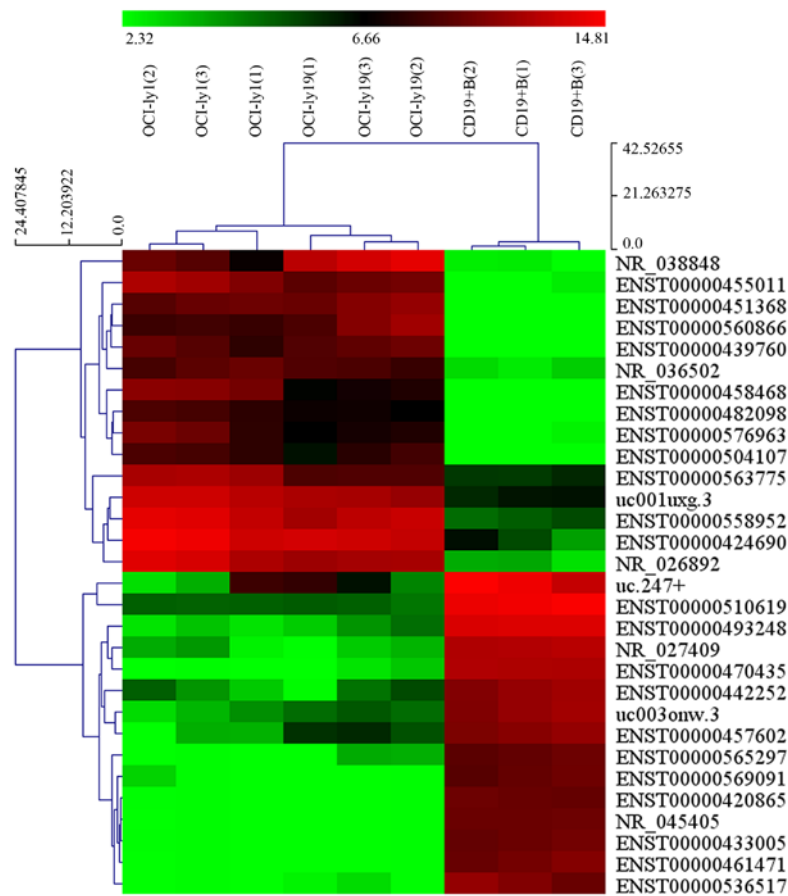 2.32 6.66 14.81
OCI-ly1(2) OCI-ly1(3) OCI-ly1(1) OCI-ly19(1) OCI-ly19(3) OCI-ly19(2) CD19+B(2) CD19+B(1) CD19+B(3)
42.52655
21.263275
0.0
24.407845 12.203922 0.0
NR_038848
ENST00000455011
ENST00000451368
ENST00000560866
ENST00000439760
NR_036502
ENST00000458468
ENST00000482098
ENST00000576963
ENST00000504107
ENST00000563775
uc001uxg.3
ENST00000558952
ENST00000424690
NR_026892
uc.247+
ENST00000510619
ENST00000493248
NR_027409
ENST00000470435
ENST00000442252
uc003onw.3
ENST00000457602
ENST00000565297
ENST00000569091
ENST00000420865
NR_045405
ENST00000433005
ENST00000461471
ENST00000536517